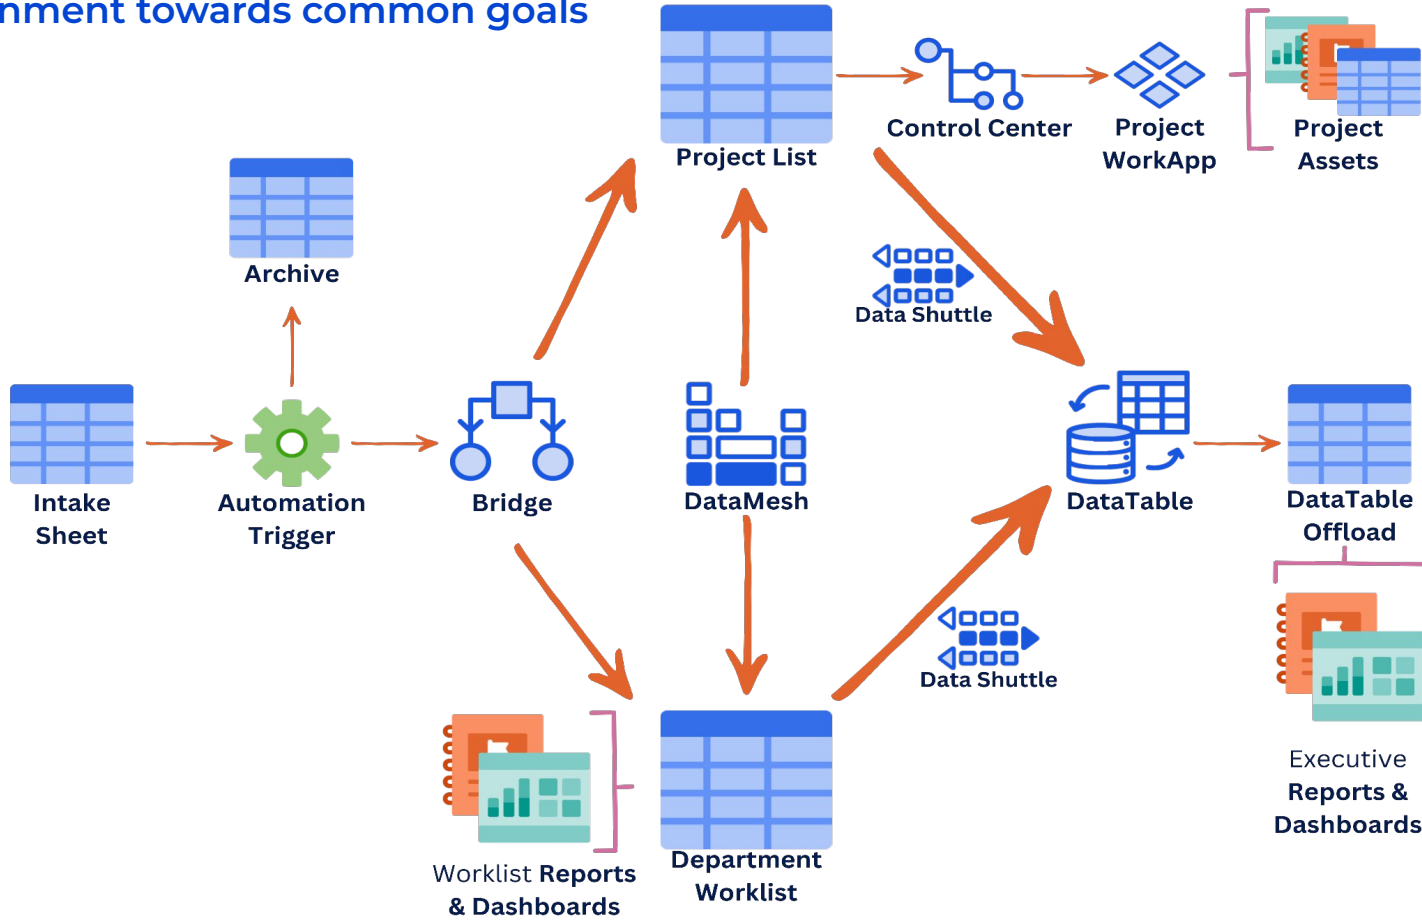 nment towards common goals
Project List
Control Center
Project
WorkApp
Project
Assets
Archive
Data Shuttle
Intake
Sheet
Automation
Trigger
Bridge
DataMesh
DataTable
DataTable
Offload
Data Shuttle
Executive
Reports &
Dashboards
Worklist Reports
& Dashboards
Department
Worklist